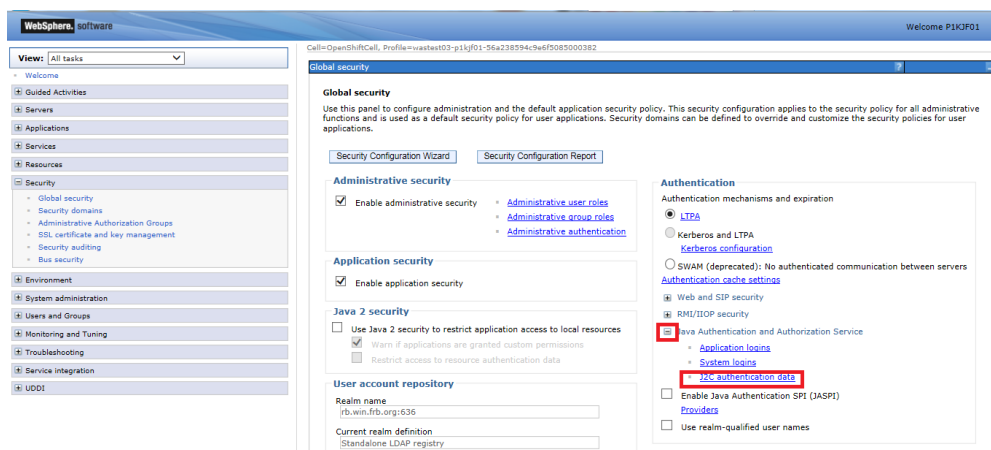 WebSphere. software
Welcome P1KJF01
View: All tasks
Welcome
Guided Activities
Servers
Applications
Services
Resources
Security
Global security
Security domains
Administrative Authorization Groups
SSL certificate and key management
Security auditing
Bus security
Environment
System administration
Users and Groups
Monitoring and Tuning
Troubleshooting
Service integration
UDDI
Cell=OpenShiftCell, Profile=wastest03-p1kjf01-56a238594c9e6f5085000382
Global security
?
Global security
Use this panel to configure administration and the default application security policy. This security configuration applies to the security policy for all administrative
functions and is used as a default security policy for user applications. Security domains can be defined to override and customize the security policies for user
applications.
Security Configuration Wizard
Security Configuration Report
Administrative security
Enable administrative security
Administrative user roles
Administrative group roles
Administrative authentication
Application security
Enable application security
Java 2 security
Use Java 2 security to restrict application access to local resources
Warn if applications are granted custom permissions
Restrict access to resource authentication data
User account repository
Realm name
rb.win.frb.org:636
Current realm definition
Standalone LDAP registry
Authentication
Authentication mechanisms and expiration
LTPA
Kerberos and LTPA
Kerberos configuration
SWAM (deprecated): No authenticated communication between servers
Authentication cache settings
Web and SIP security
RMI/IIOP security
Java Authentication and Authorization Service
Application logins
System logins
J2C authentication data
Enable Java Authentication SPI (JASPI)
Providers
Use realm-qualified user names